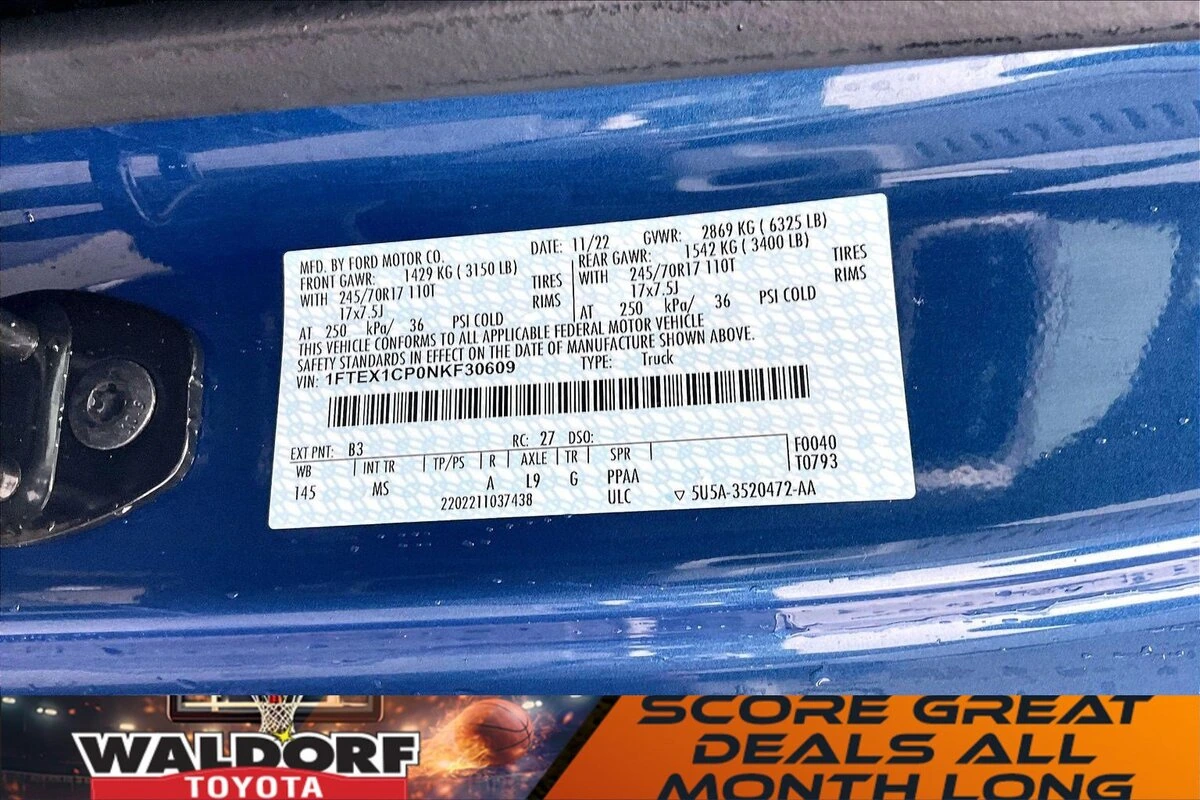 MFD. BY FORD MOTOR CO.
DATE: 11/22 GVWR: 2869 KG ( 6325 LB)
FRONT GAWR: 1429 KG ( 3150 LB)
REAR GAWR: 1542 KG ( 3400 LB)
WITH 245/70R17 110T TIRES
WITH 245/70R17 110T TIRES
17x7.5J RIMS
17x7.5J RIMS
AT 250 kPa/ 36 PSI COLD
AT 250 kPa/ 36 PSI COLD
THIS VEHICLE CONFORMS TO ALL APPLICABLE FEDERAL MOTOR VEHICLE
SAFETY STANDARDS IN EFFECT ON THE DATE OF MANUFACTURE SHOWN ABOVE.
VIN: 1FTEX1CP0NKF30609 TYPE: Truck
EXT PNT: B3 RC: 27 DSO:
WB INT TR TP/PS R AXLE TR SPR F0040
145 MS A L9 G PPAA T0793
2202211037438 ULC ▽ 5U5A-3520472-AA
WALDORF
TOYOTA
SCORE GREAT
DEALS ALL
MONTH LONG